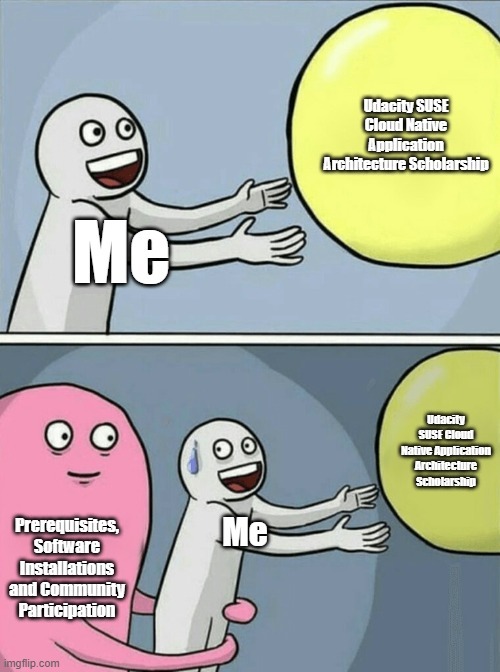 Udacity SUSE
Cloud Native
Application
Architecture Scholarship
Me
Udacity
SUSE Cloud
Native Application
Architecture
Scholarship
Me
Prerequisites,
Software
Installations
and Community
Participation
imgflip.com